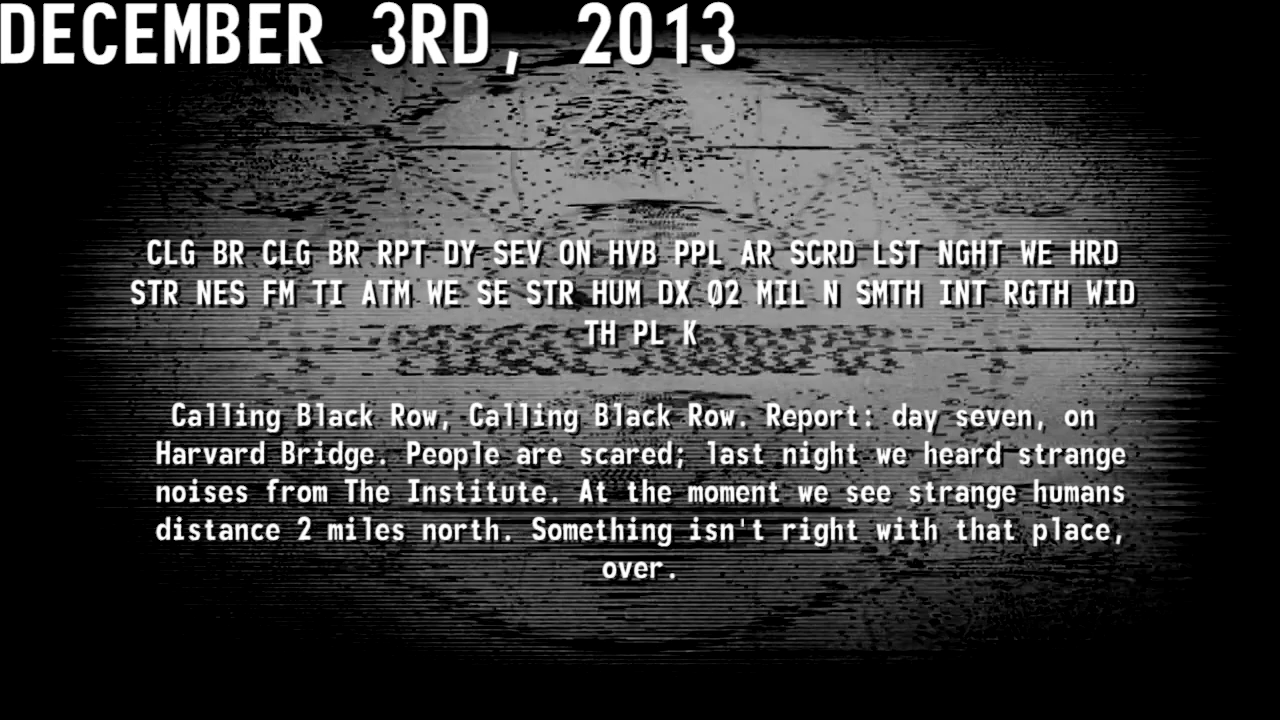 DECEMBER 3RD, 2013
CLG BR CLG BR RPT DY SEV ON HVB PPL AR SCRD LST NGHT WE HRD
STR NES FM TI ATM WE SE STR HUM DX 02 MIL N SMTH INT RGTH WID
TH PL K
Calling Black Row, Calling Black Row. Report: day seven, on
Harvard Bridge. People are scared; last night we heard strange
noises from The Institute. At the moment we see strange humans
distance 2 miles north. Something isn't right with that place,
over.